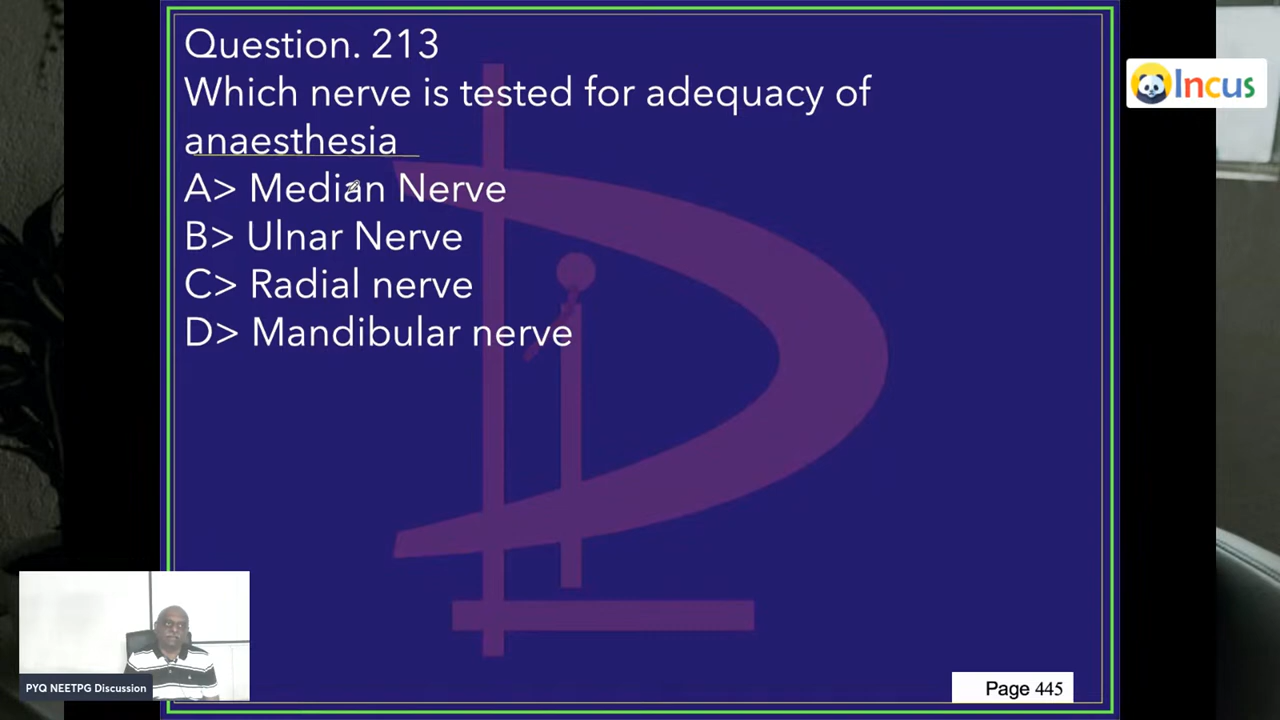 Question. 213
Which nerve is tested for adequacy of
anaesthesia
A> Median Nerve
B> Ulnar Nerve
C> Radial nerve
D> Mandibular nerve
Incus
PYQ NEETPG Discussion
Page 445